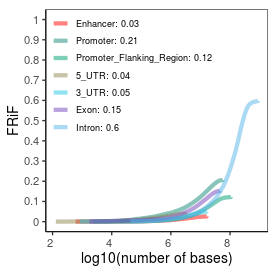 1
0.9
0.8
0.7
0.6
0.5
0.4
0.3
0.2
0.1
0
FRiF
Enhancer: 0.03
Promoter: 0.21
Promoter_Flanking_Region: 0.12
5_UTR: 0.04
3_UTR: 0.05
Exon: 0.15
Intron: 0.6
2 4 6 8
log10(number of bases)